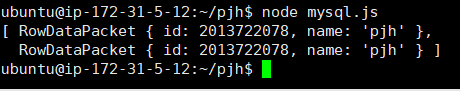 ubuntu@ip-172-31-5-12:~/pjh$ node mysql.js
[ RowDataPacket { id: 2013722078, name: 'pjh' },
  RowDataPacket { id: 2013722078, name: 'pjh' } ]
ubuntu@ip-172-31-5-12:~/pjh$